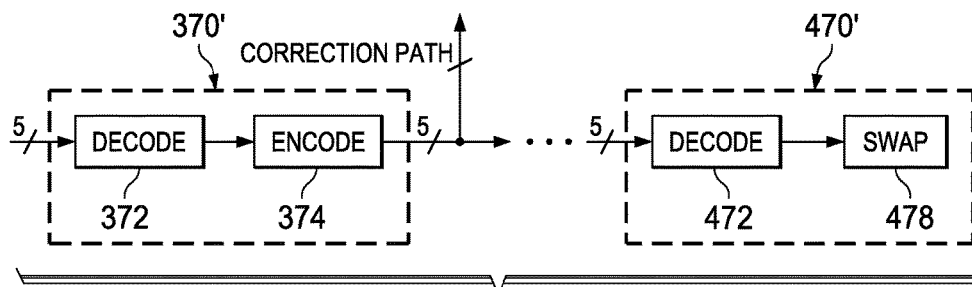 370'
CORRECTION PATH
470'
5
DECODE
ENCODE
5
5
DECODE
SWAP
372
374
472
478